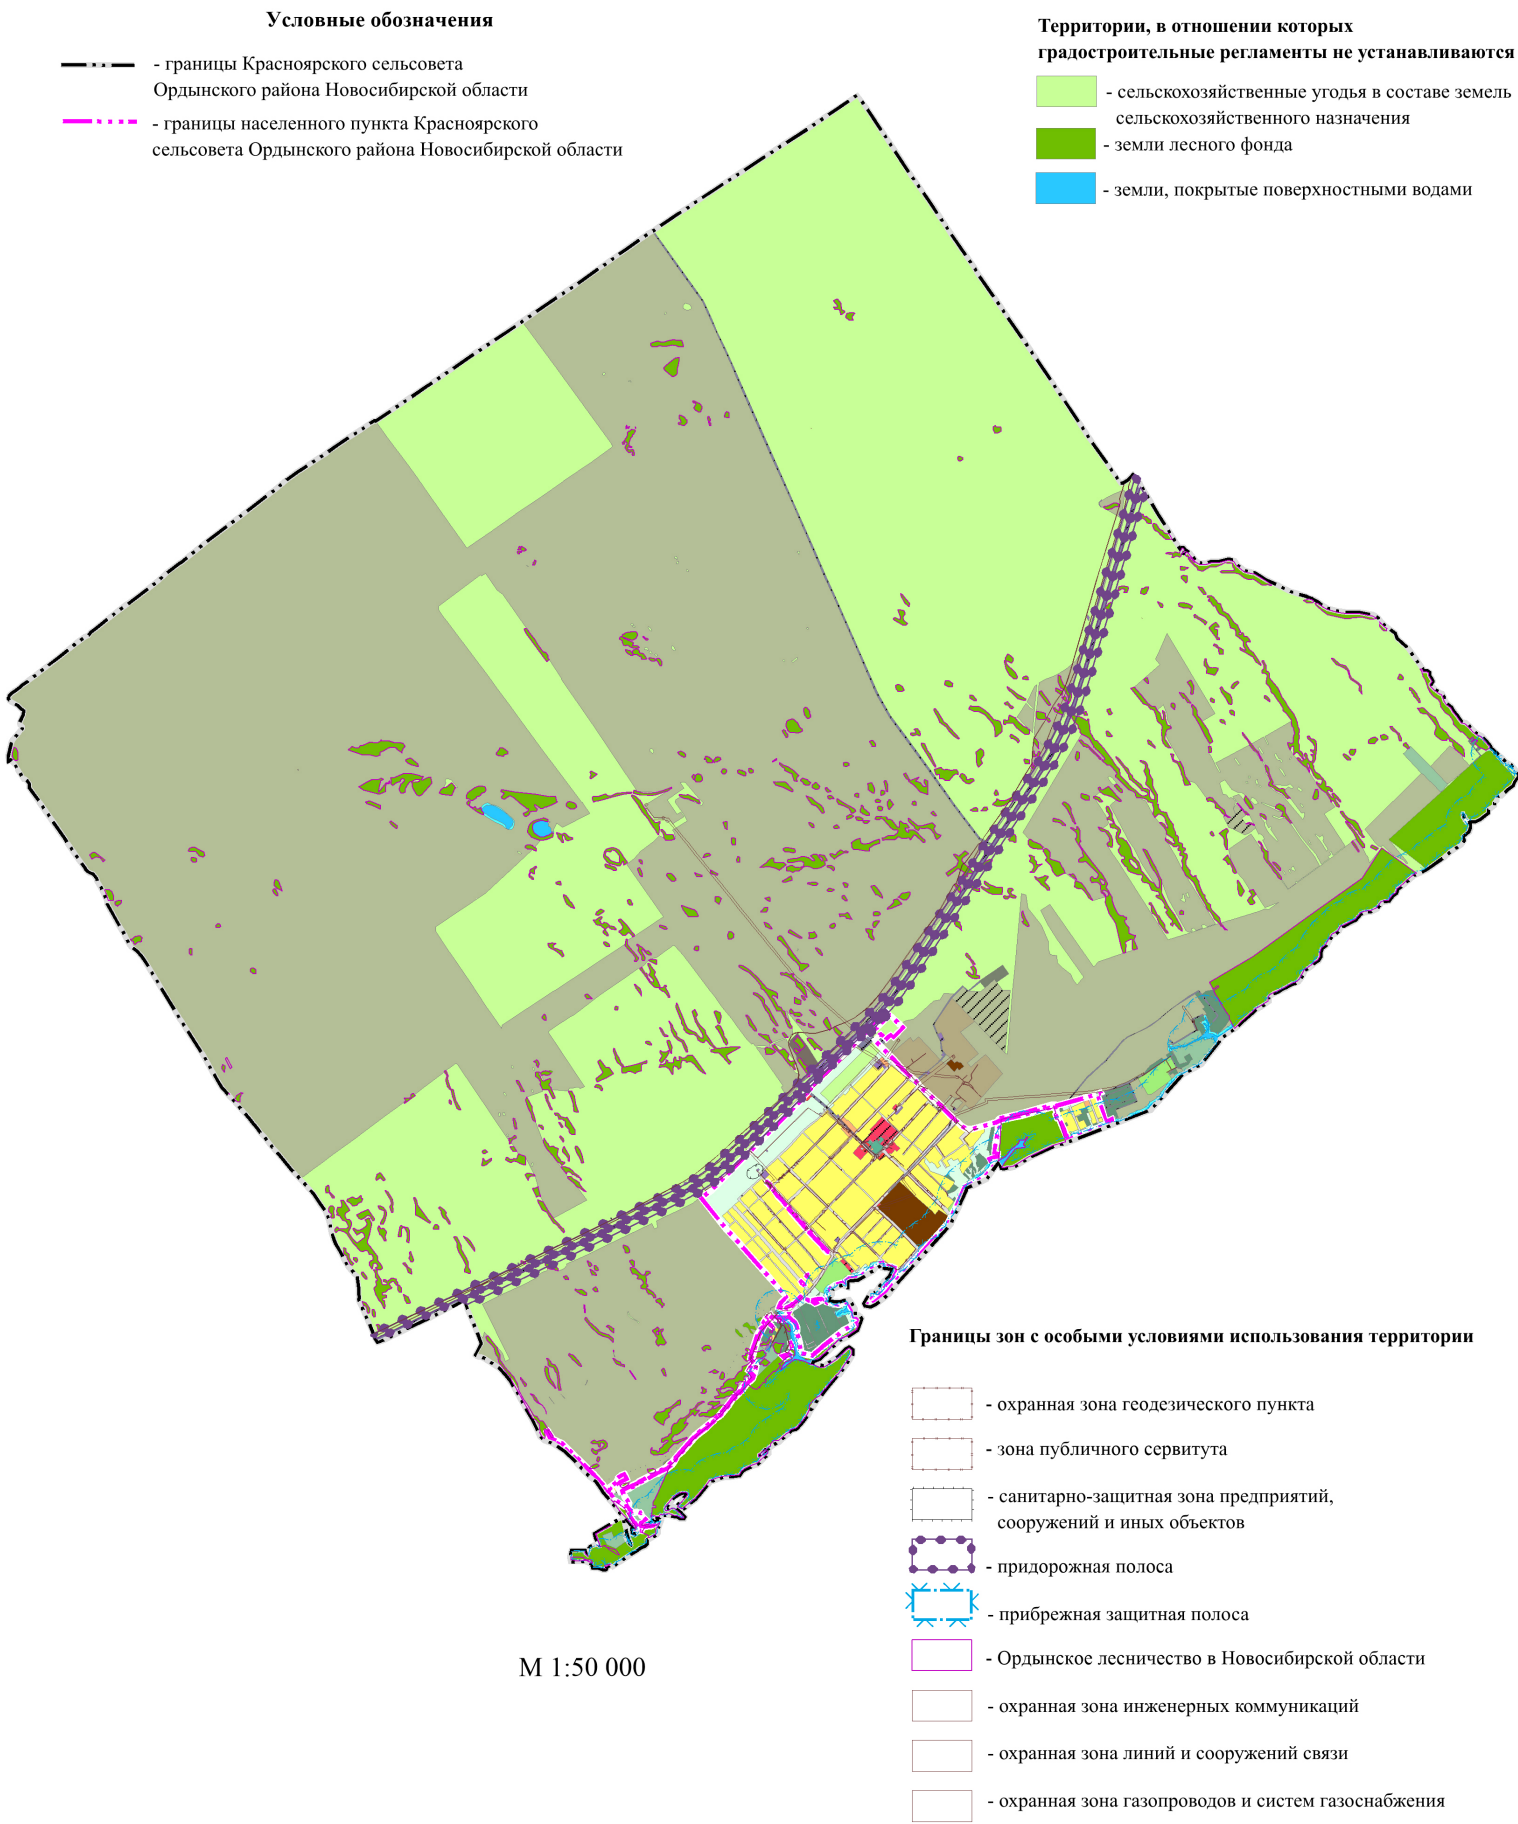 Условные обозначения
- границы Красноярского сельсовета
Ордынского района Новосибирской области
- границы населенного пункта Красноярского
сельсовета Ордынского района Новосибирской области
Территории, в отношении которых
градостроительные регламенты не устанавливаются
- сельскохозяйственные угодья в составе земель
сельскохозяйственного назначения
- земли лесного фонда
- земли, покрытые поверхностными водами
Границы зон с особыми условиями использования территории
- охранная зона геодезического пункта
- зона публичного сервитута
- санитарно-защитная зона предприятий,
сооружений и иных объектов
- придорожная полоса
- прибрежная защитная полоса
- Ордынское лесничество в Новосибирской области
- охранная зона инженерных коммуникаций
- охранная зона линий и сооружений связи
- охранная зона газопроводов и систем газоснабжения
М 1:50 000